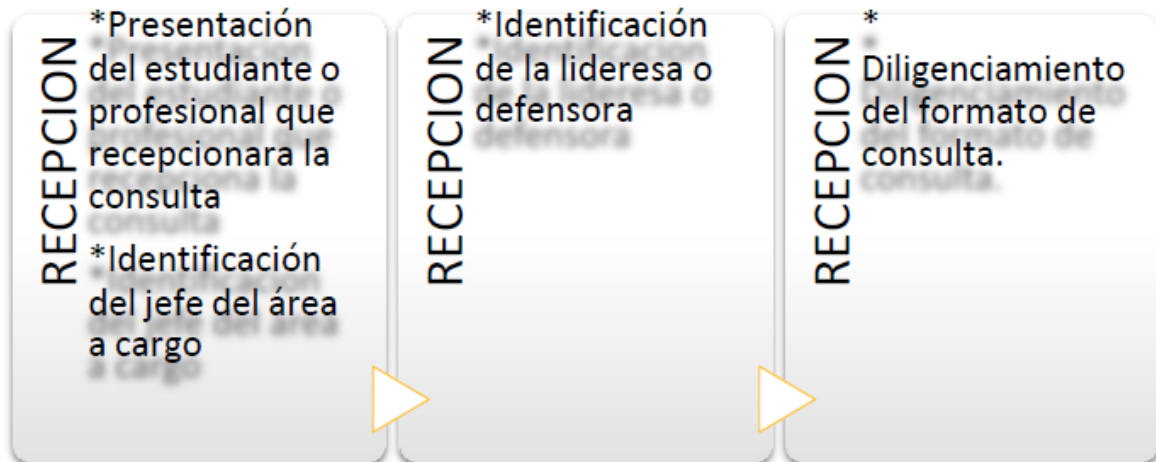 RECEPCION
*Presentación
del estudiante o
profesional que
recepcionara la
consulta
*Identificación
del jefe del área
a cargo
RECEPCION
*Identificación
de la lideresa o
defensora
RECEPCION
*
Diligenciamiento
del formato de
consulta.